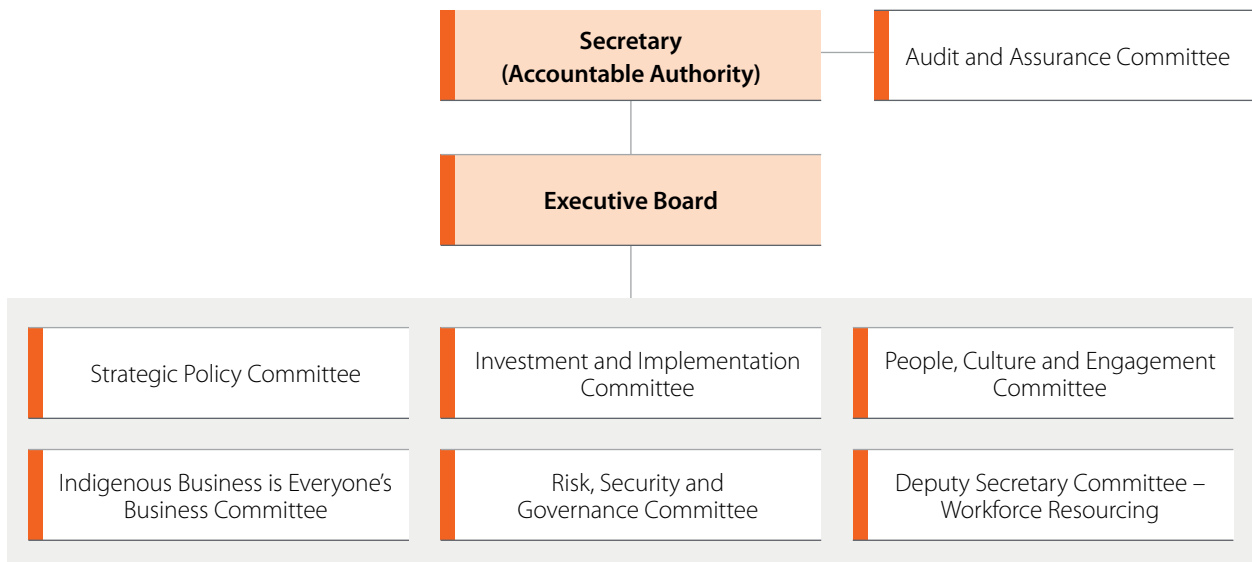 Secretary
(Accountable Authority)
Audit and Assurance Committee
Executive Board
Strategic Policy Committee
Investment and Implementation
Committee
People, Culture and Engagement
Committee
Indigenous Business is Everyone’s
Business Committee
Risk, Security and
Governance Committee
Deputy Secretary Committee –
Workforce Resourcing